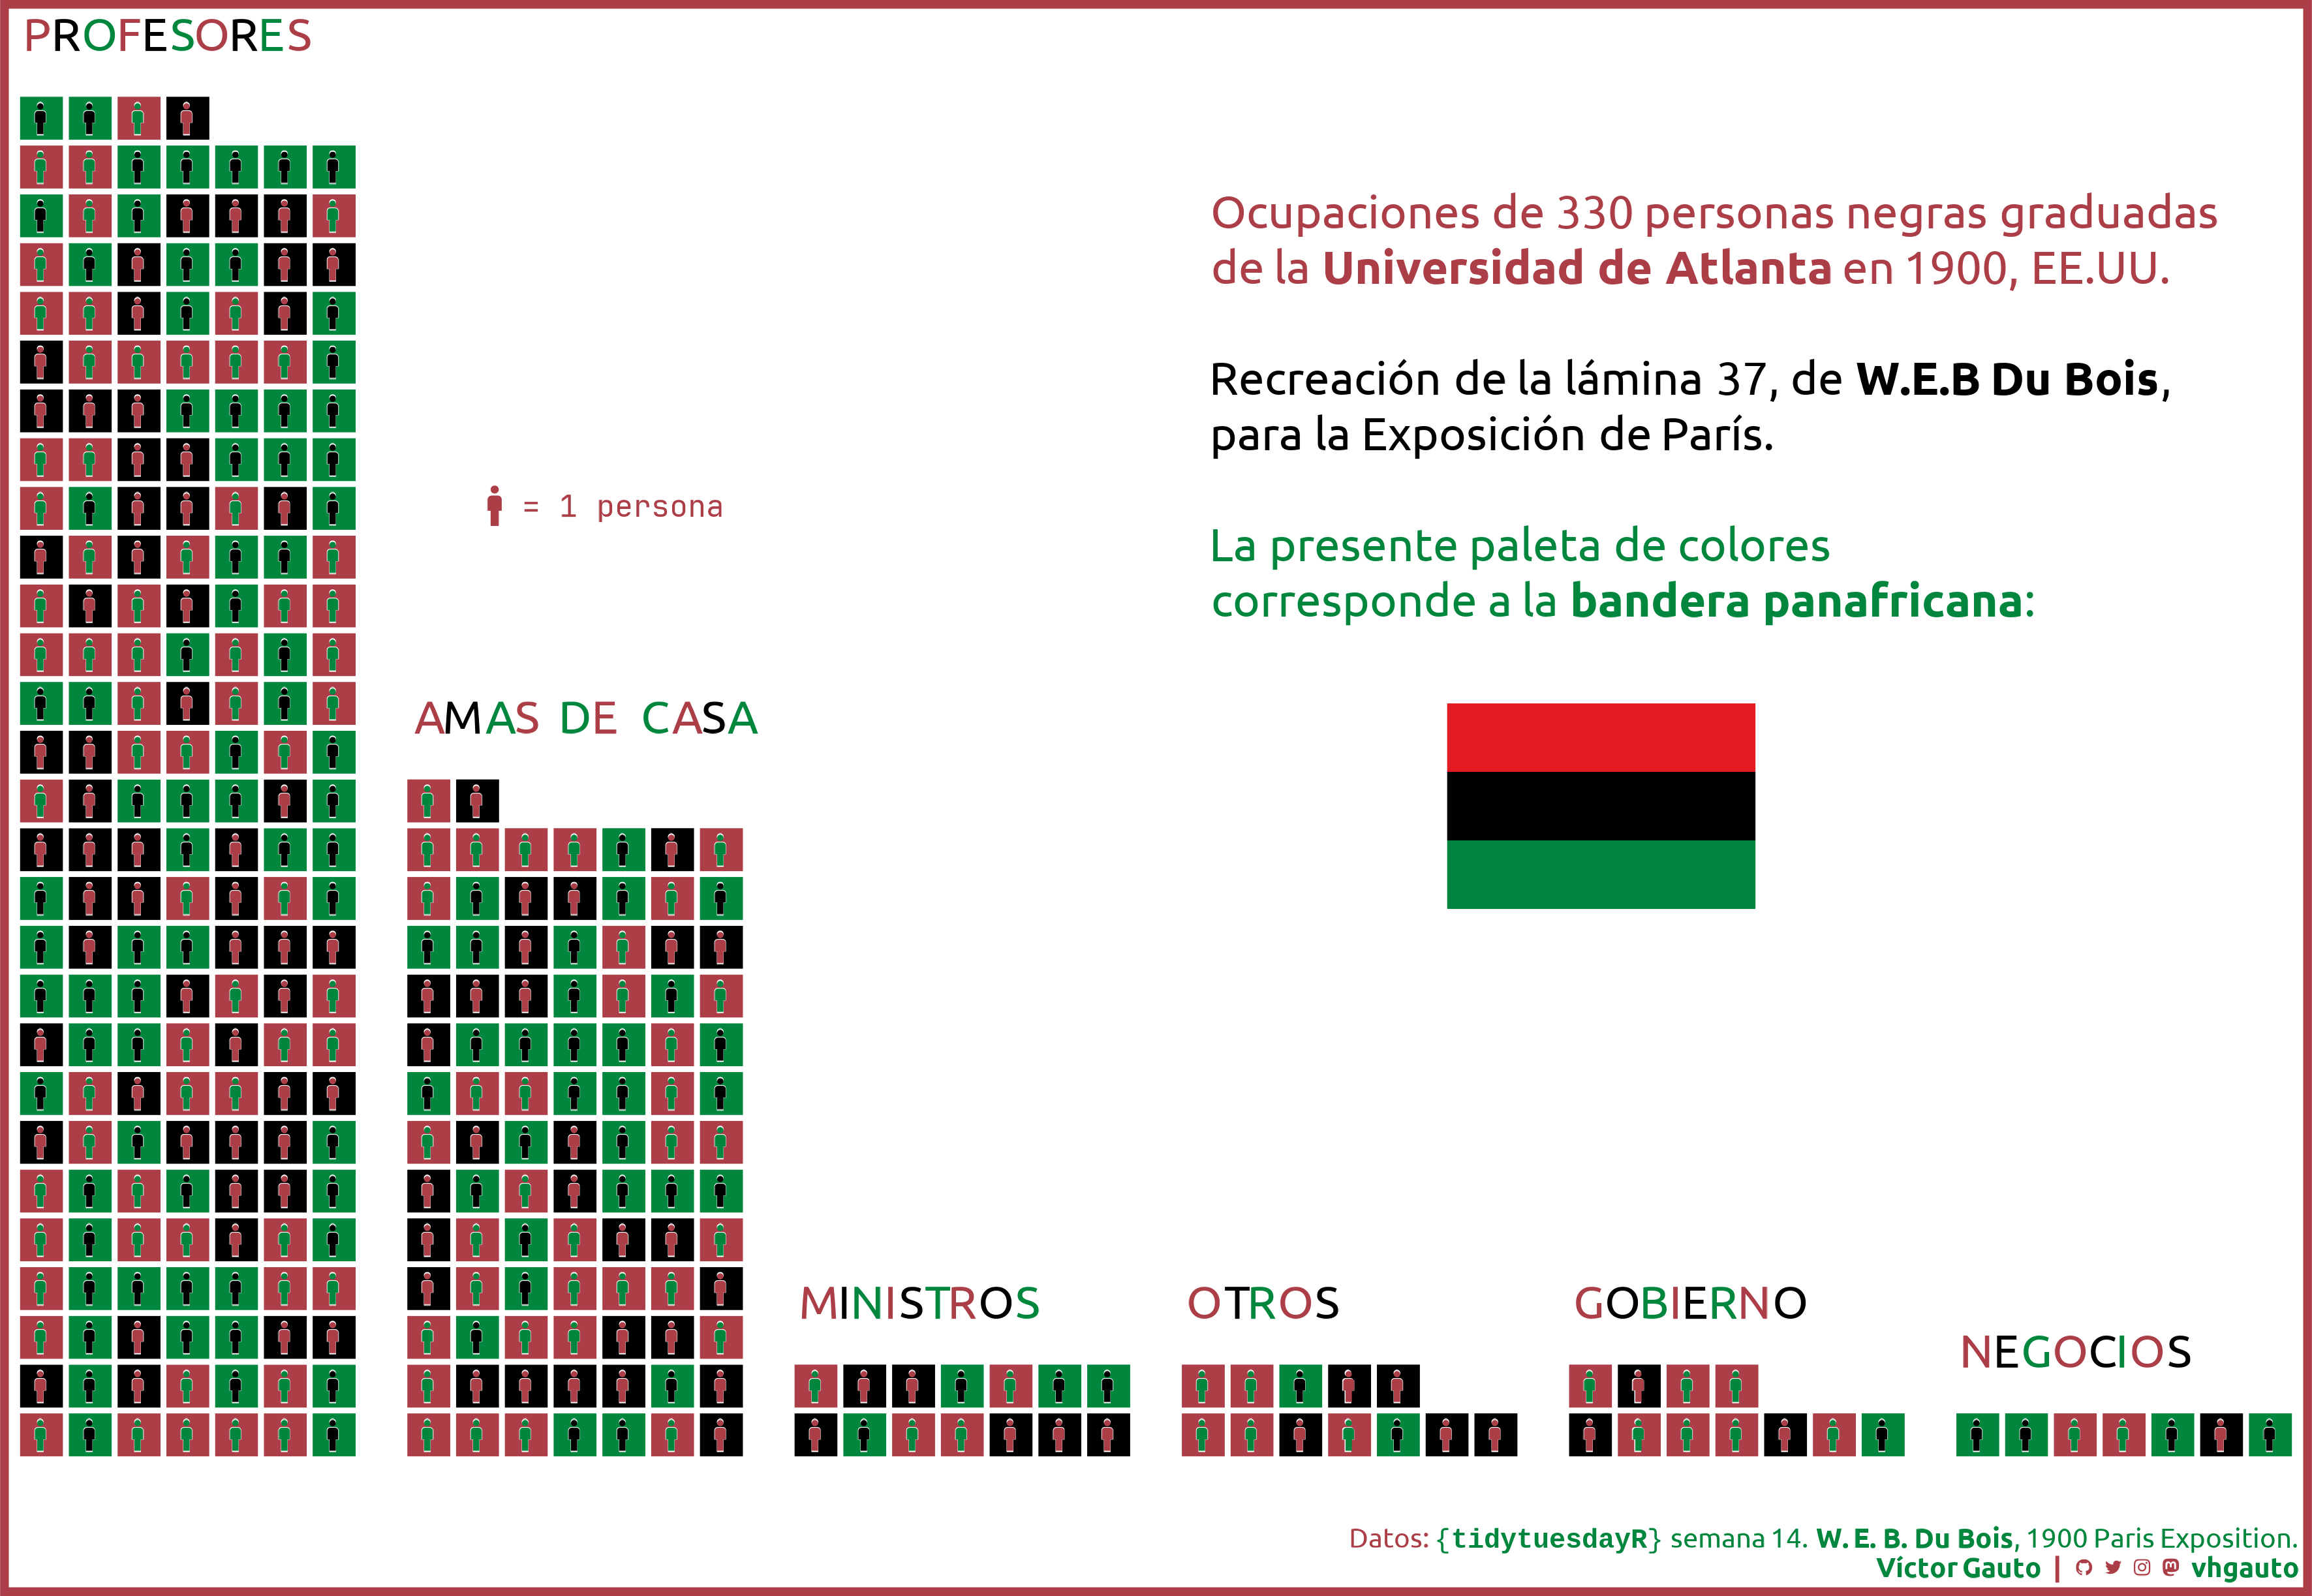 PROFESORES
Ocupaciones de 330 personas negras graduadas
de la Universidad de Atlanta en 1900, EE.UU.
Recreación de la lámina 37, de W.E.B Du Bois,
para la Exposición de París.
= 1 persona
La presente paleta de colores
corresponde a la bandera panafricana:
AMAS DE CASA
MINISTROS
OTROS
GOBIERNO
NEGOCIOS
Datos: {tidytuesdayR} semana 14. W. E. B. Du Bois, 1900 Paris Exposition.
Víctor Gauto | vhgauto